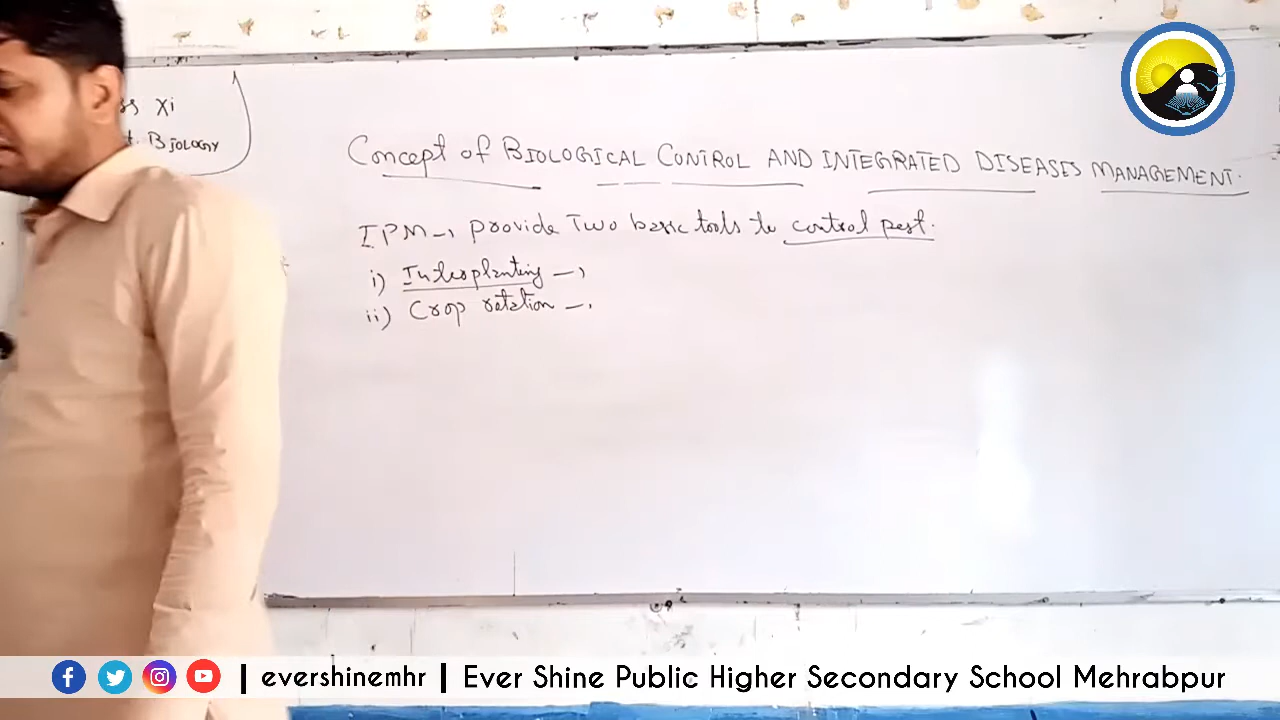 XI
BIOLOGY
Concept of BIOLOGICAL CONTROL AND INTEGRATED DISEASES MANAGEMENT.
IPM → provide Two basic tools to control pest.
i) Interplanting →
ii) Crop rotation →
| evershinemhr | Ever Shine Public Higher Secondary School Mehrabpur